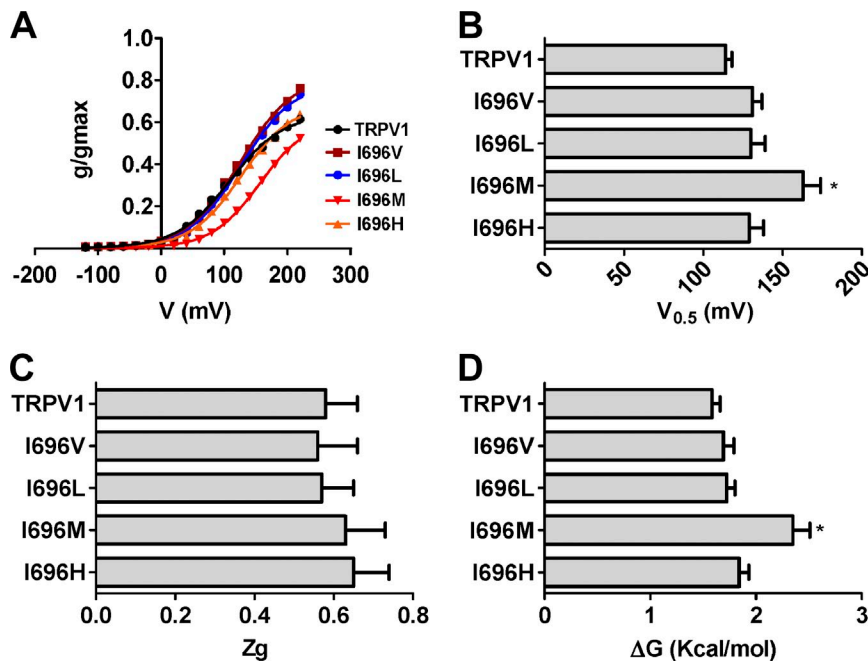 A
1.0
0.8
0.6
0.4
0.2
g/gmax
-200
-100
0
100
200
300
V (mV)
TRPV1
I696V
I696L
I696M
I696H
B
TRPV1
I696V
I696L
I696M
*
I696H
0
50
100
150
200
V0.5 (mV)
C
TRPV1
I696V
I696L
I696M
I696H
0.0
0.2
0.4
0.6
0.8
Zg
D
TRPV1
I696V
I696L
I696M
*
I696H
0
1
2
3
ΔG (Kcal/mol)